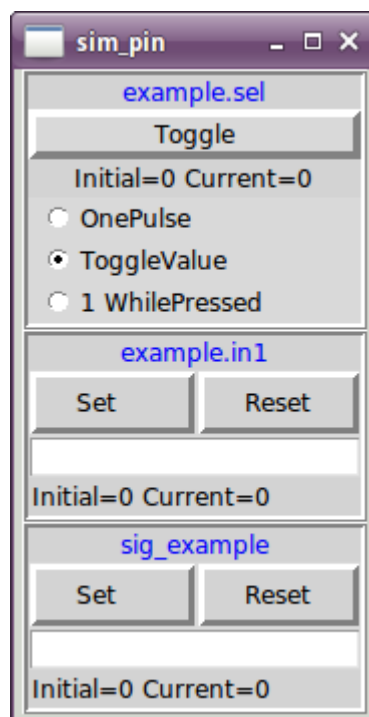 sim_pin
example.sel
Toggle
Initial=0 Current=0
OnePulse
ToggleValue
1 WhilePressed
example.in1
Set Reset
Initial=0 Current=0
sig_example
Set Reset
Initial=0 Current=0